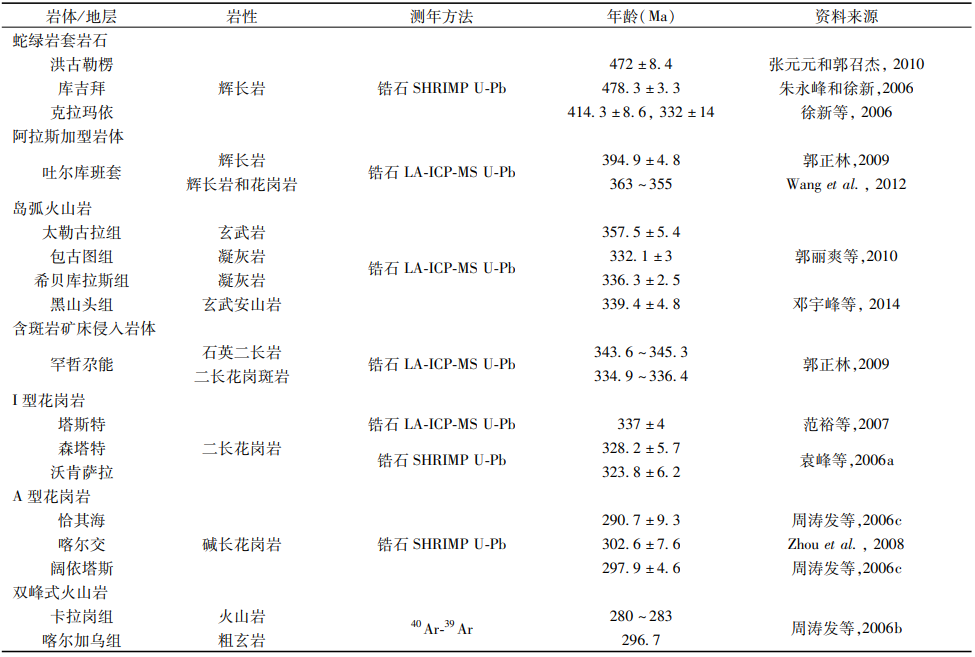 岩体/地层 岩性 测年方法 年龄(Ma) 资料来源
蛇绿岩套岩石
洪古勒楞 472 ±8.4 张元元和郭召杰, 2010
库吉拜 辉长岩 锆石 SHRIMP U-Pb 478.3 ±3.3 朱永峰和徐新,2006
克拉玛依 414.3 ±8.6, 332 ±14 徐新等, 2006
阿拉斯加型岩体
辉长岩 394.9 ±4.8 郭正林,2009
吐尔库班套 锆石 LA-ICP-MS U-Pb
辉长岩和花岗岩 363 ~355 Wang et al. , 2012
岛弧火山岩
太勒古拉组 玄武岩 357.5 ±5.4
包古图组 凝灰岩 332.1 ±3 郭丽爽等,2010
锆石 LA-ICP-MS U-Pb
希贝库拉斯组 凝灰岩 336.3 ±2.5
黑山头组 玄武安山岩 339.4 ±4.8 邓宇峰等, 2014
含斑岩矿床侵入岩体
石英二长岩 343.6 ~345.3
罕哲尕能 锆石 LA-ICP-MS U-Pb 郭正林,2009
二长花岗斑岩 334.9 ~336.4
I 型花岗岩
塔斯特 锆石 LA-ICP-MS U-Pb 337 ±4 范裕等,2007
森塔特 二长花岗岩 328.2 ±5.7
锆石 SHRIMP U-Pb 袁峰等,2006a
沃肯萨拉 323.8 ±6.2
A 型花岗岩
恰其海 290.7 ±9.3 周涛发等,2006c
喀尔交 碱长花岗岩 锆石 SHRIMP U-Pb 302.6 ±7.6 Zhou et al. , 2008
阔依塔斯 297.9 ±4.6 周涛发等,2006c
双峰式火山岩
卡拉岗组 火山岩 280 ~283
40Ar-39Ar 周涛发等,2006b
喀尔加乌组 粗玄岩 296.7